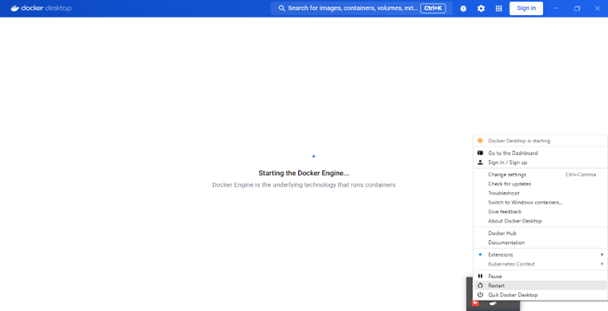 docker desktop
Search for images, containers, volumes, ext... Ctrl+K
Sign in
Starting the Docker Engine...
Docker Engine is the underlying technology that runs containers
Docker Desktop is starting
Go to the Dashboard
Sign in / Sign up
Change settings Ctrl+Comma
Check for updates
Troubleshoot
Switch to Windows containers...
Give feedback
About Docker Desktop
Docker Hub
Documentation
Extensions
Kubernetes Context
Pause
Restart
Quit Docker Desktop